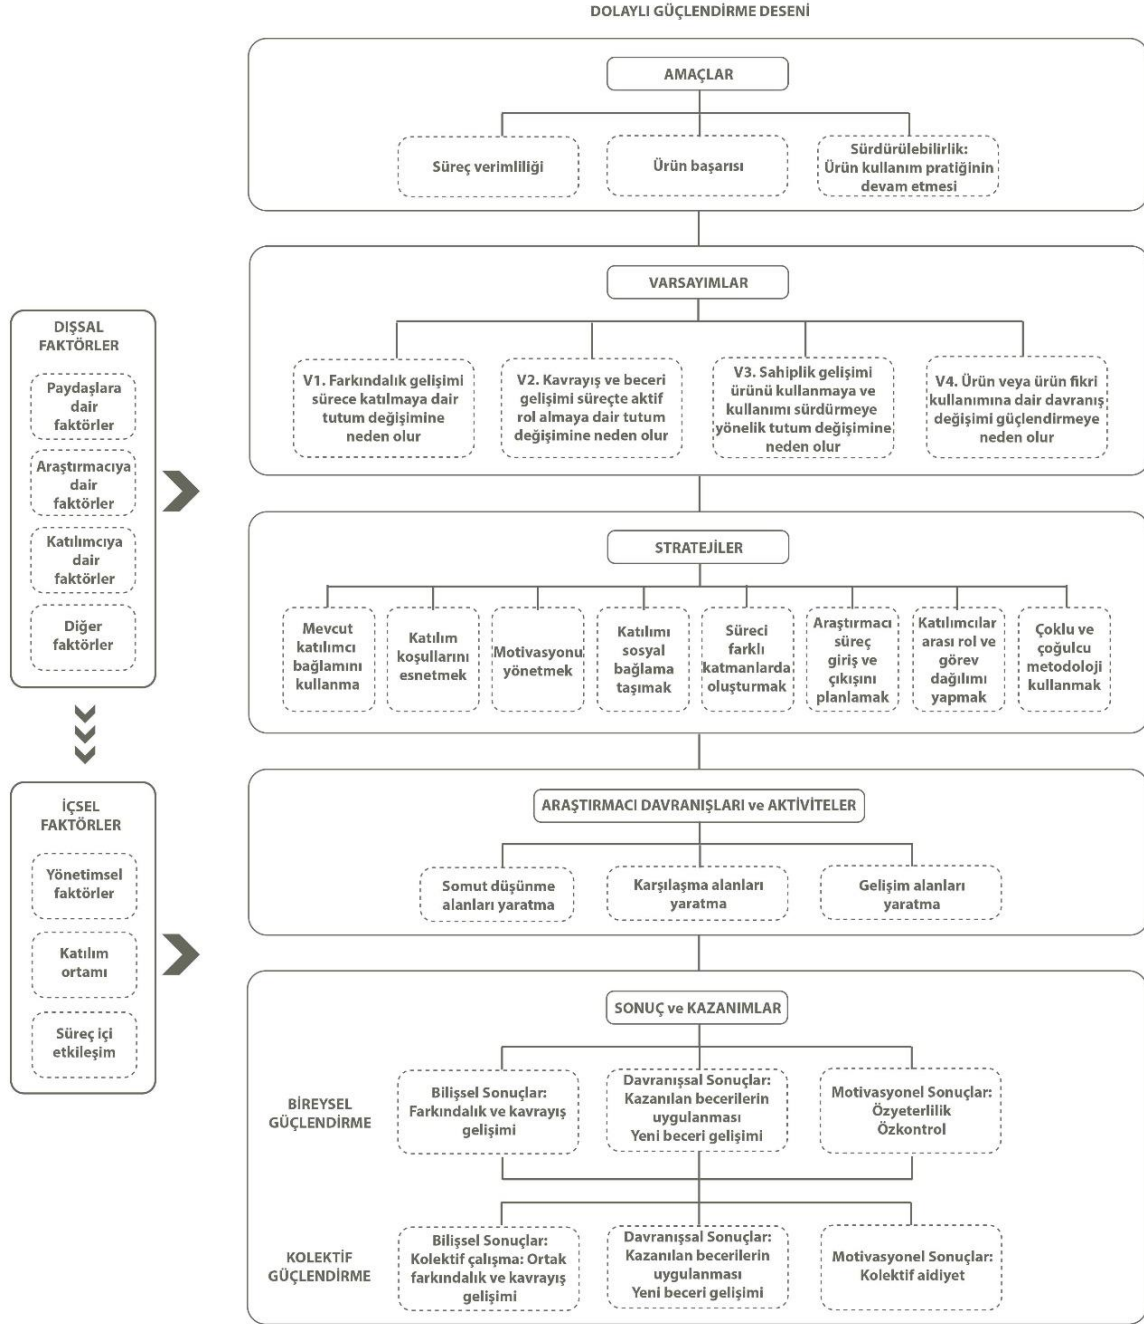 DOLAYLI GÜÇLENDİRME DESENİ
AMAÇLAR
Süreç verimliliği
Ürün başarısı
Sürdürülebilirlik:
Ürün kullanım pratiğinin
devam etmesi
VARSAYIMLAR
V1. Farkındalık gelişimi
sürece katılmaya dair
tutum değişimine
neden olur
V2. Kavrayış ve beceri
gelişimi süreçte aktif
rol almaya dair tutum
değişimine neden olur
V3. Sahiplik gelişimi
ürünü kullanmaya ve
kullanımı sürdürmeye
yönelik tutum değişimine
neden olur
V4. Ürün veya ürün fikri
kullanımına dair davranış
değişimi güçlendirmeye
neden olur
DIŞSAL
FAKTÖRLER
Paydaşlara
dair
faktörler
Araştırmacıya
dair
faktörler
Katılımcıya
dair
faktörler
Diğer
faktörler
STRATEJİLER
Mevcut
katılımcı
bağlamını
kullanma
Katılım
koşullarını
esnetmek
Motivasyonu
yönetmek
Katılımı
sosyal
bağlama
taşımak
Süreci
farklı
katmanlarda
oluşturmak
Araştırmacı
süreç
giriş ve
çıkışını
planlamak
Katılımcılar
arası rol ve
görev
dağılımı
yapmak
Çoklu ve
çoğulcu
metodoloji
kullanmak
İÇSEL
FAKTÖRLER
Yönetimsel
faktörler
Katılım
ortamı
Süreç içi
etkileşim
ARAŞTIRMACI DAVRANIŞLARI ve AKTİVİTELER
Somut düşünme
alanları yaratma
Karşılaşma alanları
yaratma
Gelişim alanları
yaratma
SONUÇ ve KAZANIMLAR
BİREYSEL
GÜÇLENDİRME
Bilişsel Sonuçlar:
Farkındalık ve kavrayış
gelişimi
Davranışsal Sonuçlar:
Kazanılan becerilerin
uygulanması
Yeni beceri gelişimi
Motivasyonel Sonuçlar:
Özyeterlilik
Özkontrol
KOLEKTİF
GÜÇLENDİRME
Bilişsel Sonuçlar:
Kolektif çalışma: Ortak
farkındalık ve kavrayış
gelişimi
Davranışsal Sonuçlar:
Kazanılan becerilerin
uygulanması
Yeni beceri gelişimi
Motivasyonel Sonuçlar:
Kolektif aidiyet